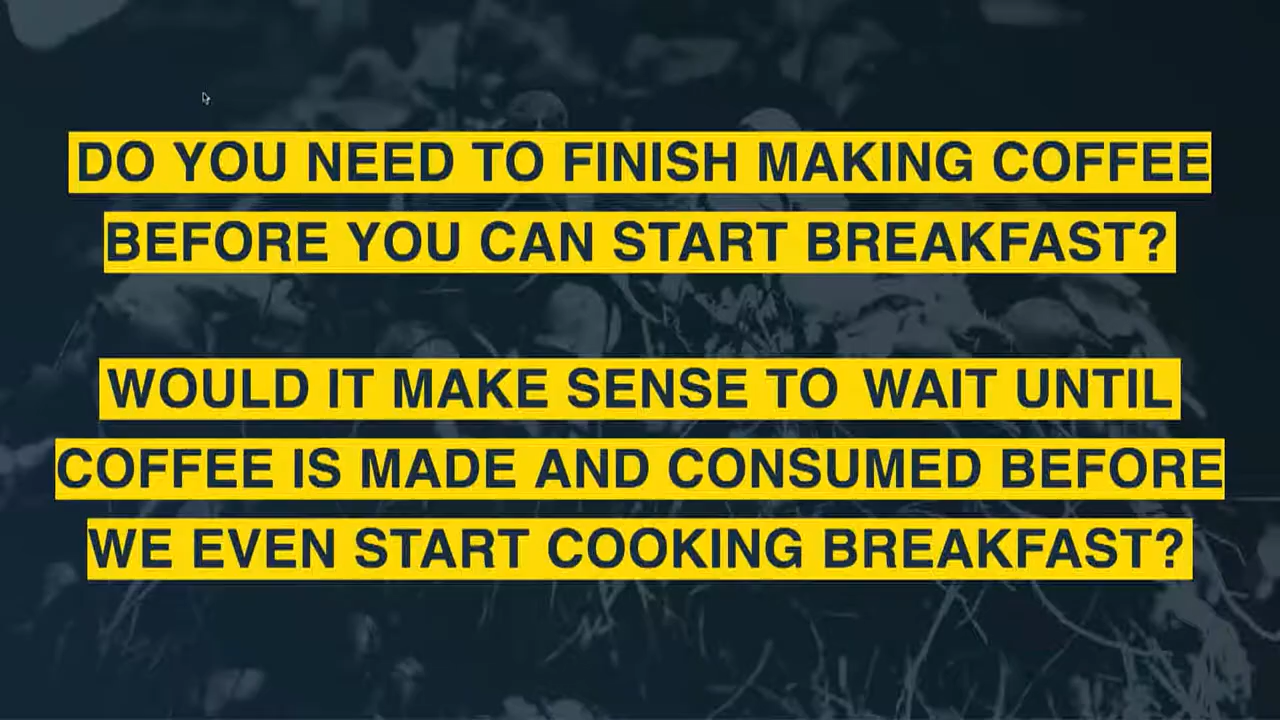 DO YOU NEED TO FINISH MAKING COFFEE
BEFORE YOU CAN START BREAKFAST?
WOULD IT MAKE SENSE TO WAIT UNTIL
COFFEE IS MADE AND CONSUMED BEFORE
WE EVEN START COOKING BREAKFAST?